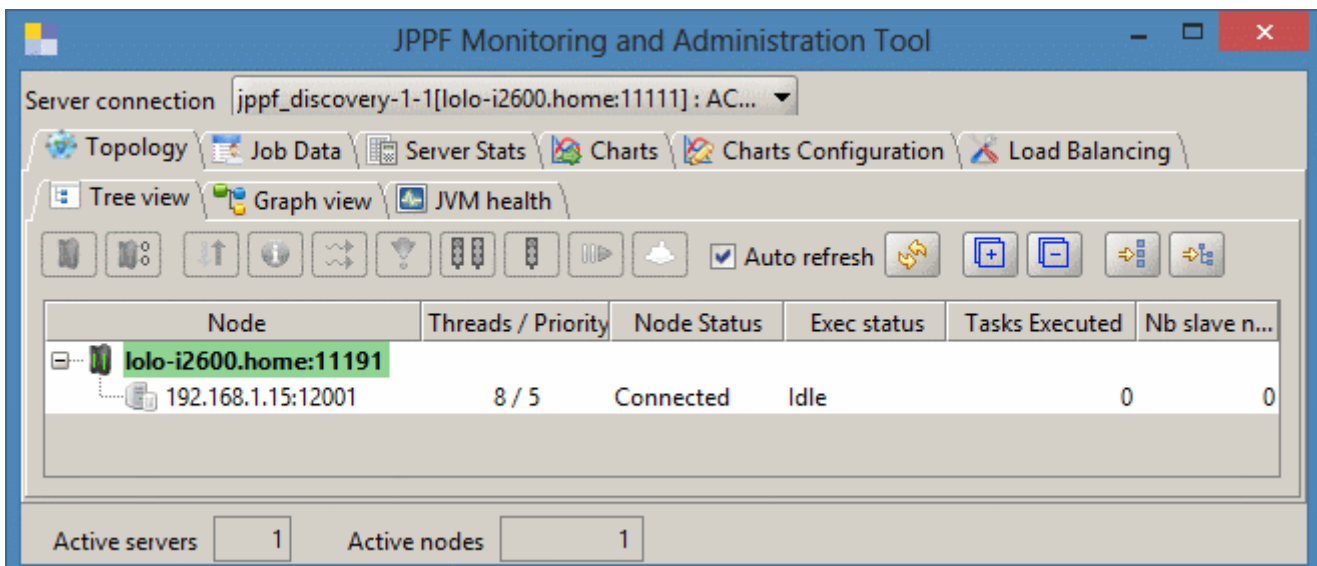 JPPF Monitoring and Administration Tool
Server connection jppf_discovery-1-1[lolo-i2600.home:11111] : AC...
Topology Job Data Server Stats Charts Charts Configuration Load Balancing
Tree view Graph view JVM health
Auto refresh
Node Threads / Priority Node Status Exec status Tasks Executed Nb slave n...
lolo-i2600.home:11191
192.168.1.15:12001 8 / 5 Connected Idle 0 0
Active servers 1 Active nodes 1